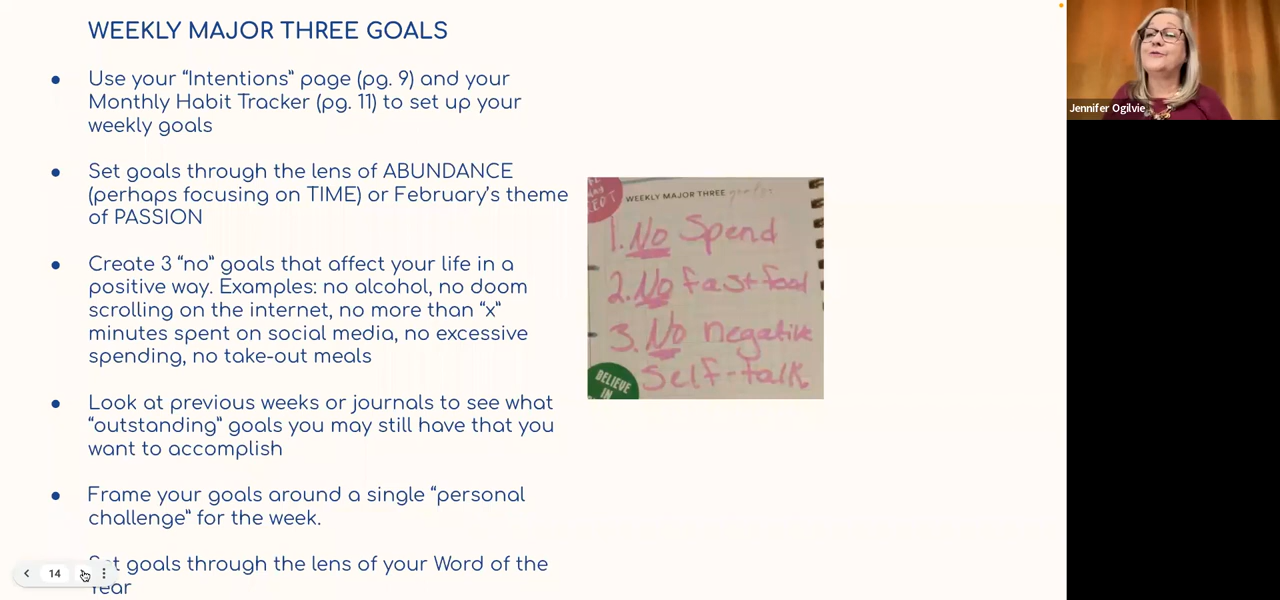 WEEKLY MAJOR THREE GOALS
● Use your “Intentions” page (pg. 9) and your
Monthly Habit Tracker (pg. 11) to set up your
weekly goals
● Set goals through the lens of ABUNDANCE
(perhaps focusing on TIME) or February’s theme
of PASSION
● Create 3 “no” goals that affect your life in a
positive way. Examples: no alcohol, no doom
scrolling on the internet, no more than “x”
minutes spent on social media, no excessive
spending, no take-out meals
● Look at previous weeks or journals to see what
“outstanding” goals you may still have that you
want to accomplish
● Frame your goals around a single “personal
challenge” for the week.
Set goals through the lens of your Word of the
Year
14
WEEKLY MAJOR THREE goals
1. No Spend
2. No fast food
3. No negative
Self-talk
BELIEVE
IN
Jennifer Ogilvie